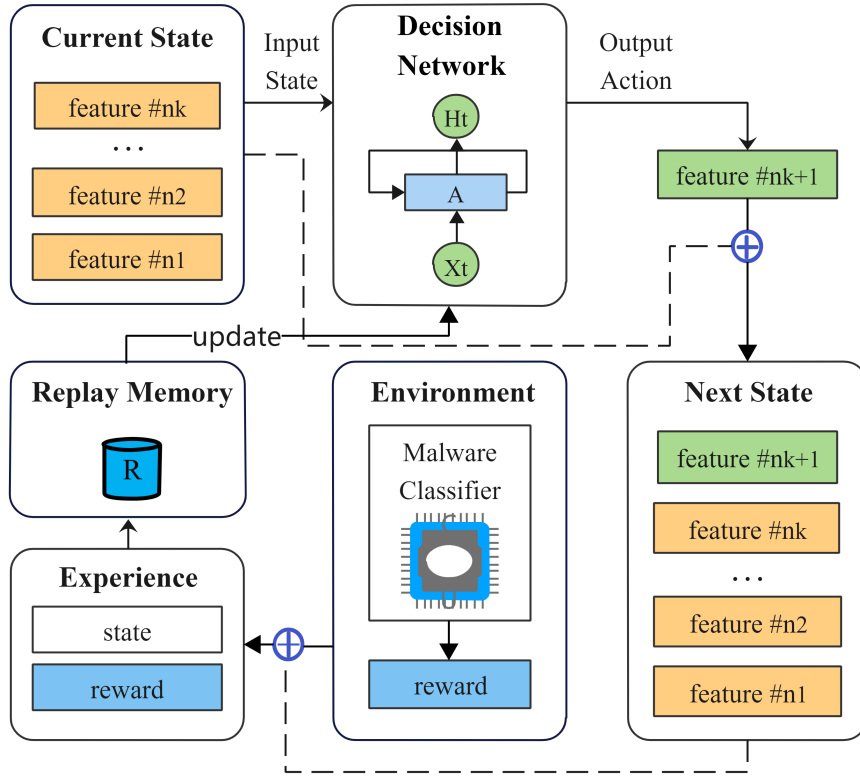 Current State
feature #nk
...
feature #n2
feature #n1
Input
State
Decision
Network
Ht
A
Xt
Output
Action
feature #nk+1
update
Replay Memory
R
Environment
Malware
Classifier
reward
Next State
feature #nk+1
feature #nk
...
feature #n2
feature #n1
Experience
state
reward